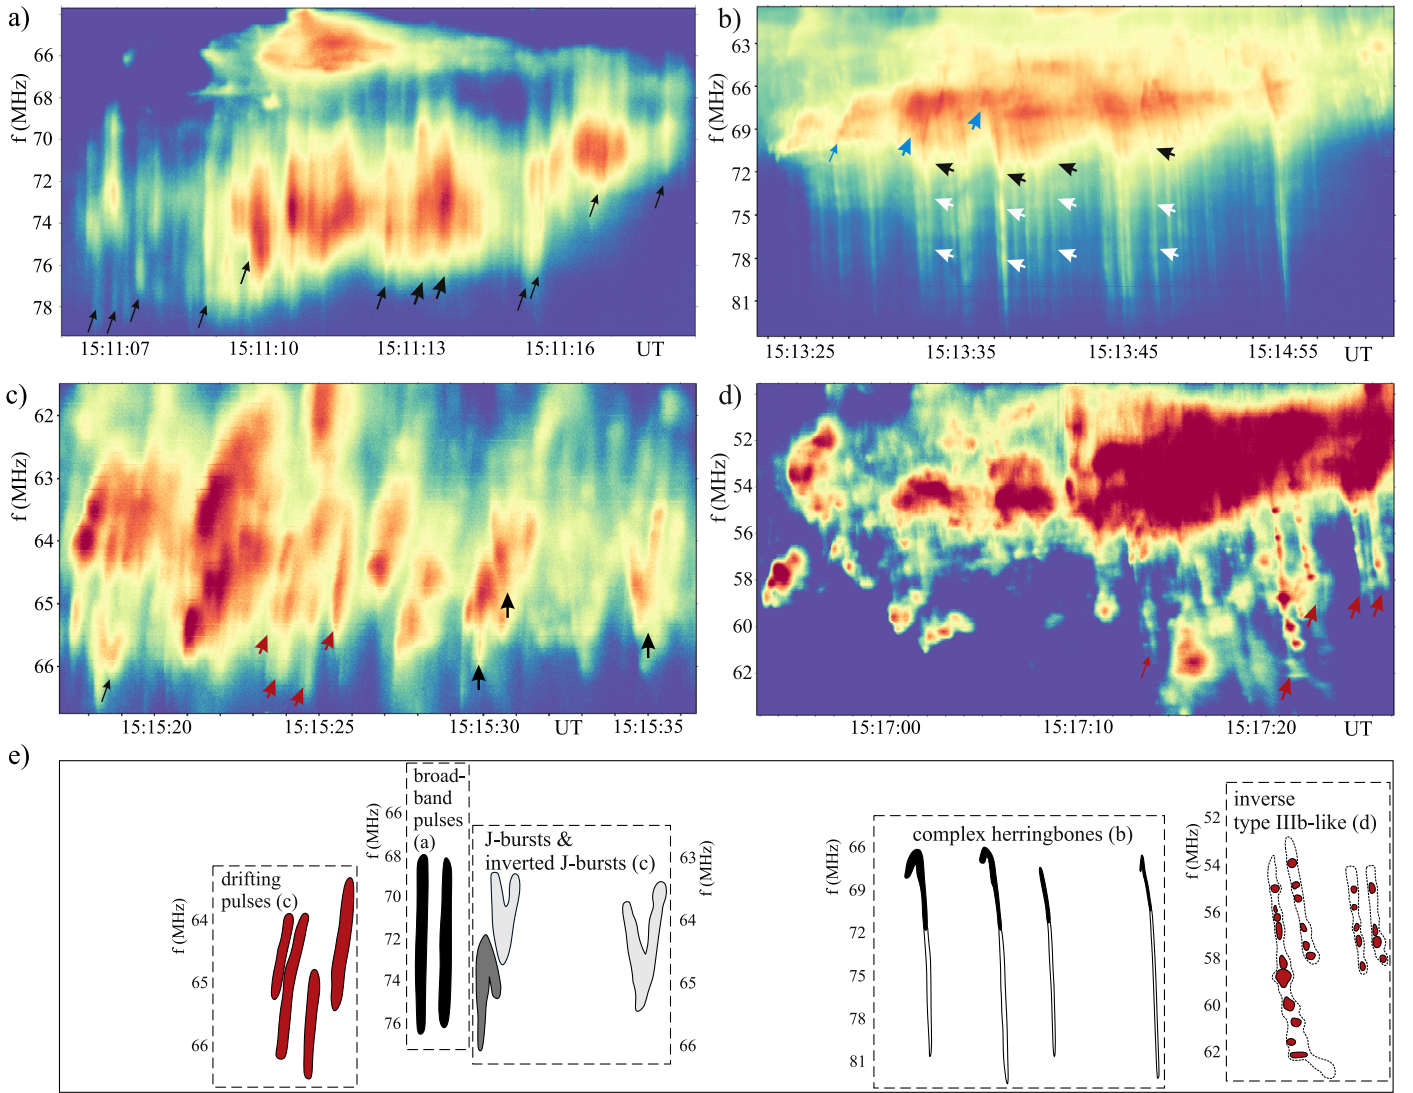 a)
f (MHz)
66
68
70
72
74
76
78
15:11:07
15:11:10
15:11:13
15:11:16
UT
b)
f (MHz)
63
66
69
72
75
78
81
15:13:25
15:13:35
15:13:45
15:14:55
UT
c)
f (MHz)
62
63
64
65
66
15:15:20
15:15:25
15:15:30
UT
15:15:35
d)
f (MHz)
52
54
56
58
60
62
15:17:00
15:17:10
15:17:20
UT
e)
drifting
pulses (c)
f (MHz)
64
65
66
broad-
band
pulses
(a)
f (MHz)
66
68
70
72
74
76
J-bursts &
inverted J-bursts (c)
f (MHz)
63
64
65
66
complex herringbones (b)
f (MHz)
66
69
72
75
78
81
inverse
type IIIb-like (d)
f (MHz)
52
54
56
58
60
62